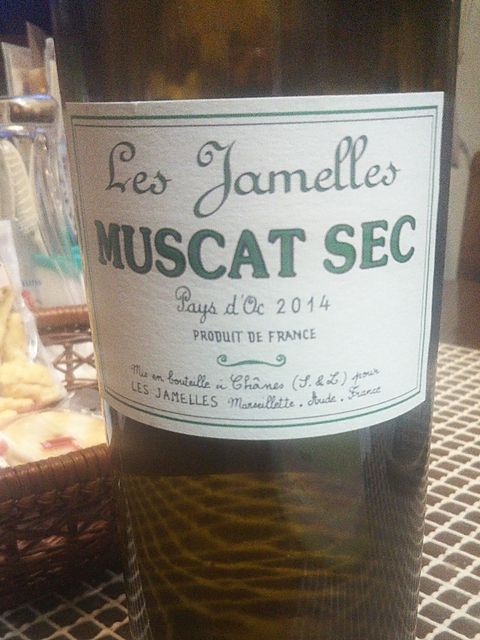 Les Jamelles
MUSCAT SEC
Pays d'Oc 2014
PRODUIT DE FRANCE
Mis en bouteille à Chânes (S. & L.) pour
LES JAMELLES Marseillette. Aude. France